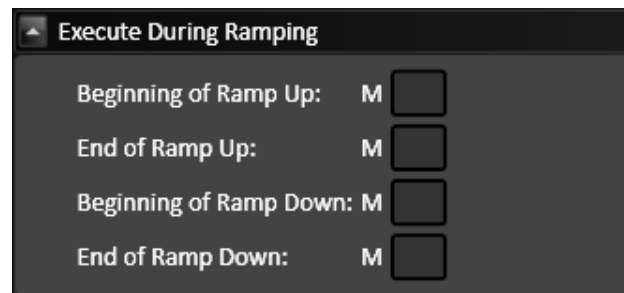 Execute During Ramping
Beginning of Ramp Up: M
End of Ramp Up: M
Beginning of Ramp Down: M
End of Ramp Down: M